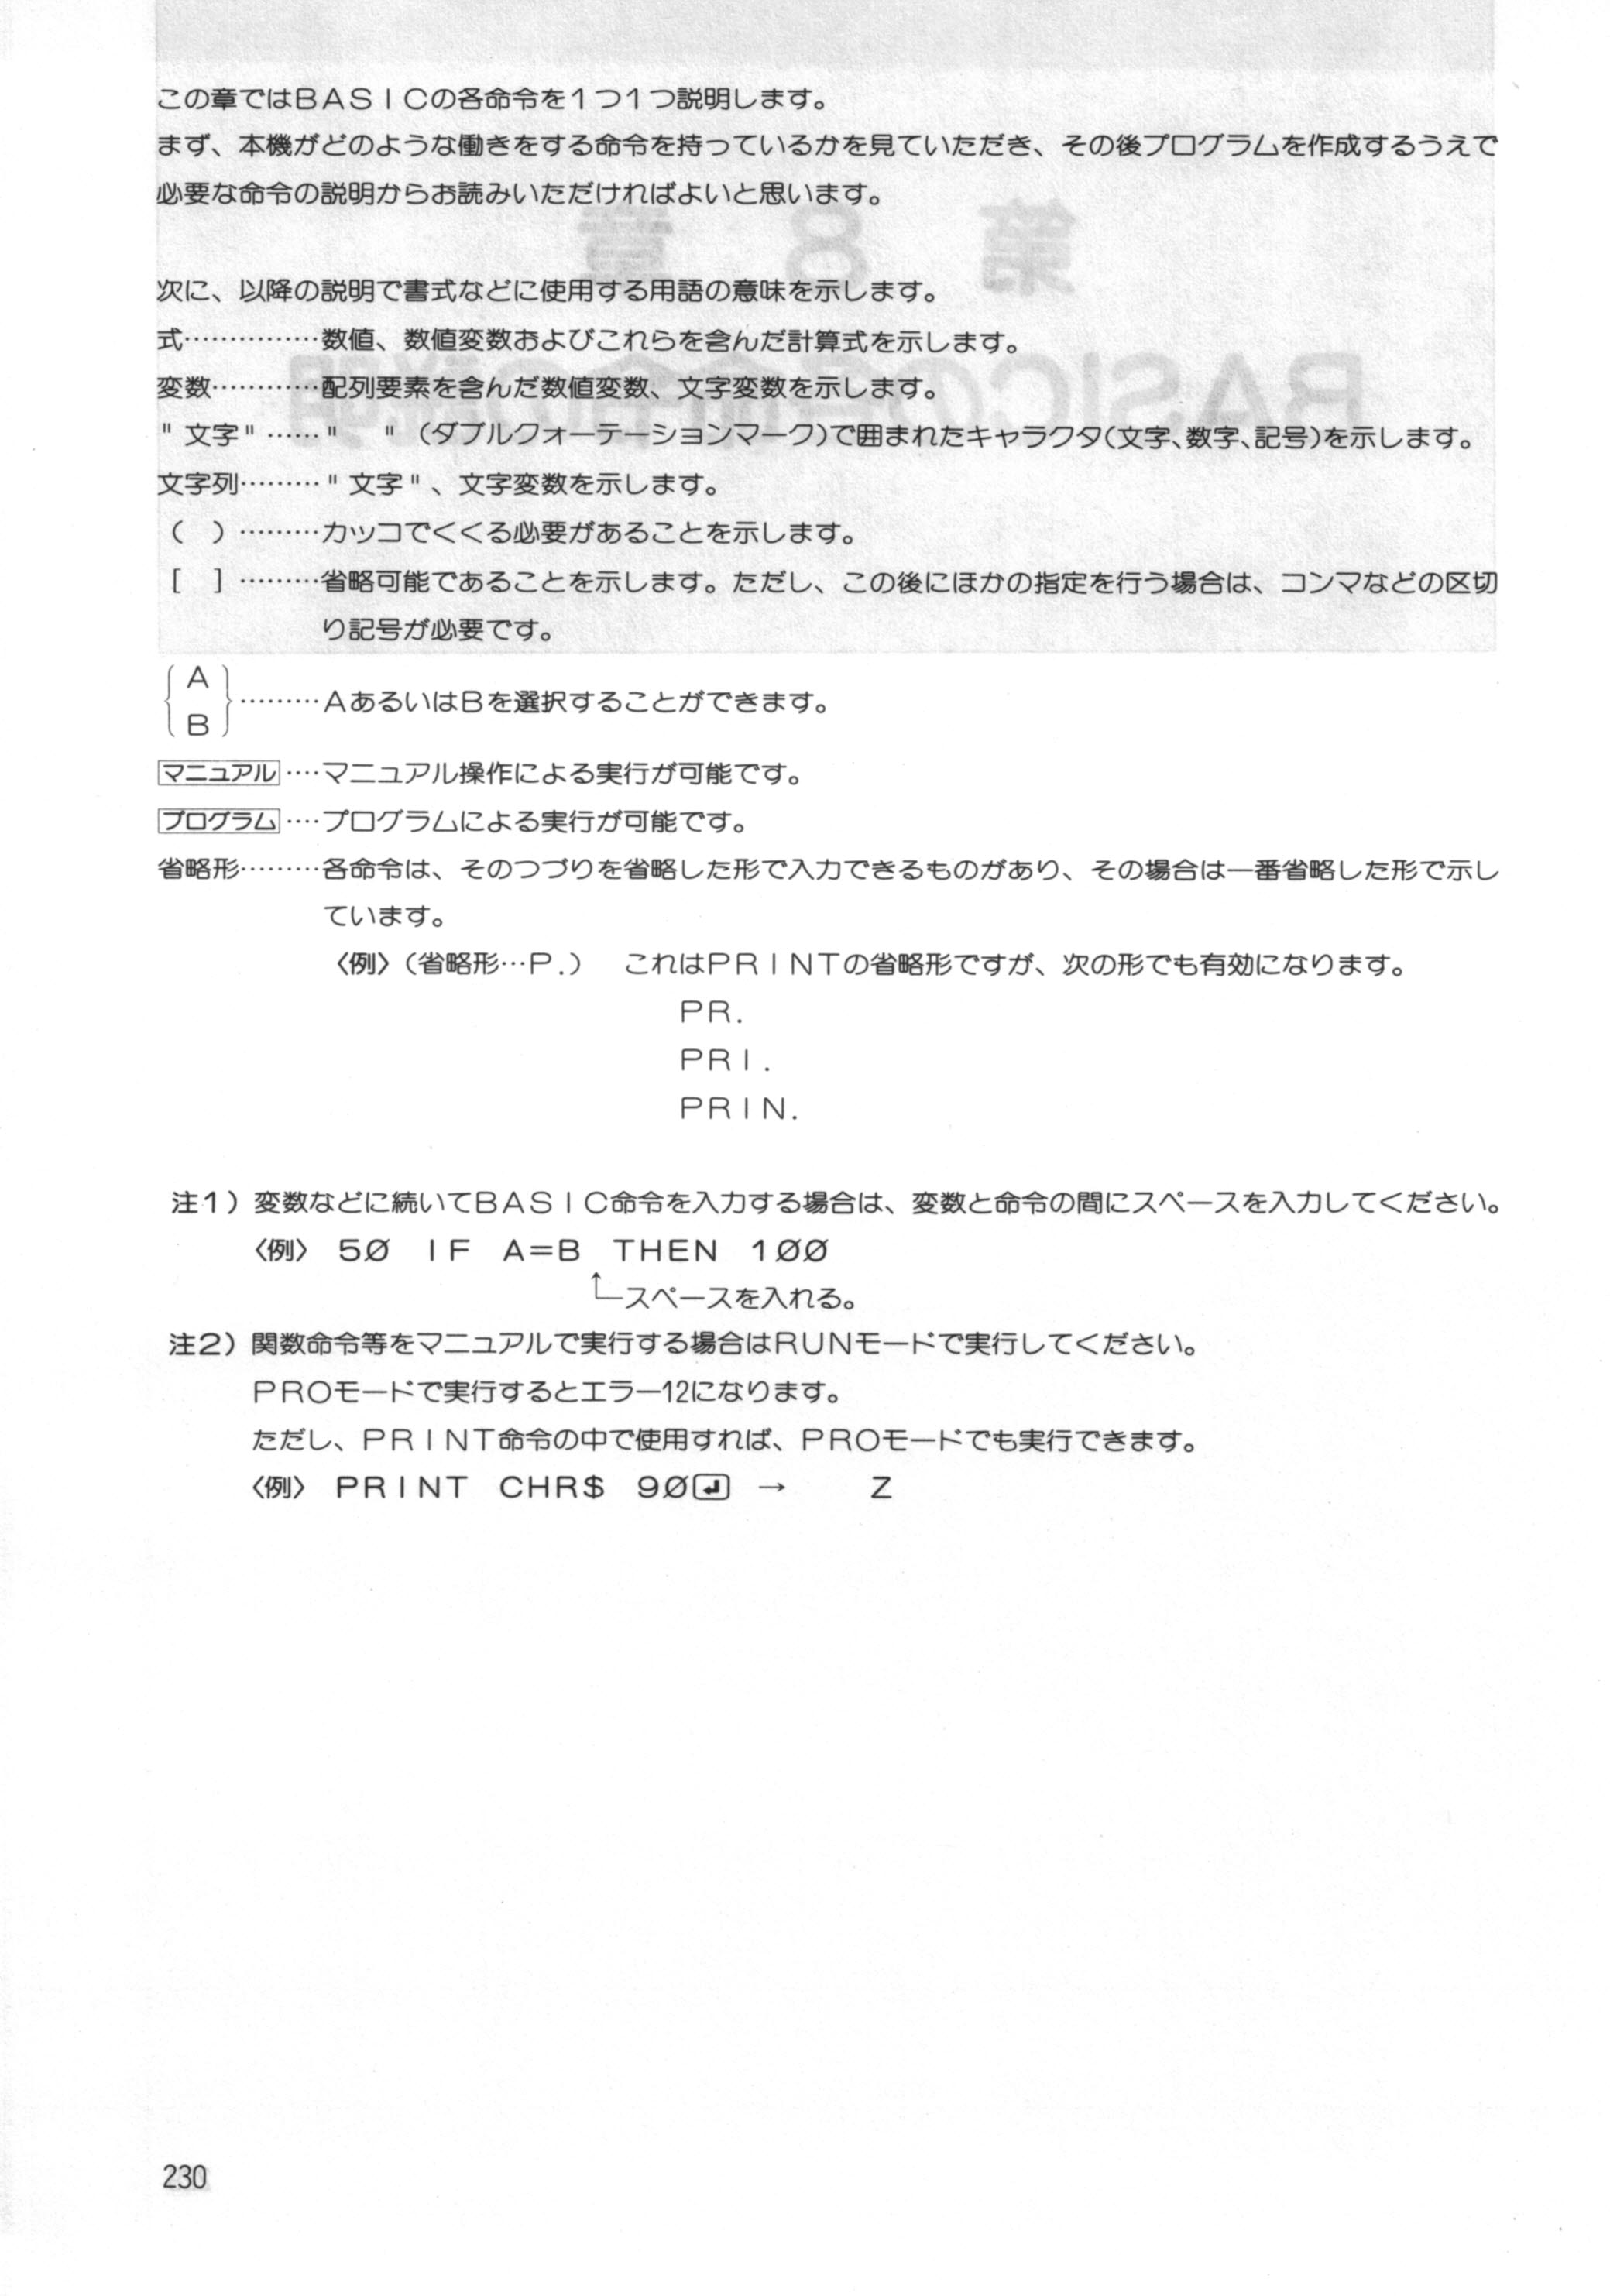 この章ではBASICの各命令を1つ1つ説明します。
まず、本機がどのような働きをする命令を持っているかを見ていただき、その後プログラムを作成するうえで
必要な命令の説明からお読みいただければよいと思います。
次に、以降の説明で書式などに使用する用語の意味を示します。
式……………数値、数値変数およびこれらを含んだ計算式を示します。
変数…………配列要素を含んだ数値変数、文字変数を示します。
"文字"……"　"（ダブルクォーテーションマーク）で囲まれたキャラクタ（文字、数字、記号）を示します。
文字列………"文字"、文字変数を示します。
（　）………カッコでくくる必要があることを示します。
［　］………省略可能であることを示します。ただし、この後にほかの指定を行う場合は、コンマなどの区切
り記号が必要です。
{A
B}………AあるいはBを選択することができます。
マニュアル‥‥マニュアル操作による実行が可能です。
プログラム‥‥プログラムによる実行が可能です。
省略形………各命令は、そのつづりを省略した形で入力できるものがあり、その場合は一番省略した形で示し
ています。
〈例〉（省略形…P.）　これはPRINTの省略形ですが、次の形でも有効になります。
PR.
PRI.
PRIN.
注1）変数などに続いてBASIC命令を入力する場合は、変数と命令の間にスペースを入力してください。
〈例〉 5Ø IF A=B THEN 1ØØ
スペースを入れる。
注2）関数命令等をマニュアルで実行する場合はRUNモードで実行してください。
PROモードで実行するとエラー12になります。
ただし、PRINT命令の中で使用すれば、PROモードでも実行できます。
〈例〉 PRINT CHR$ 9Ø↵ → Z
230